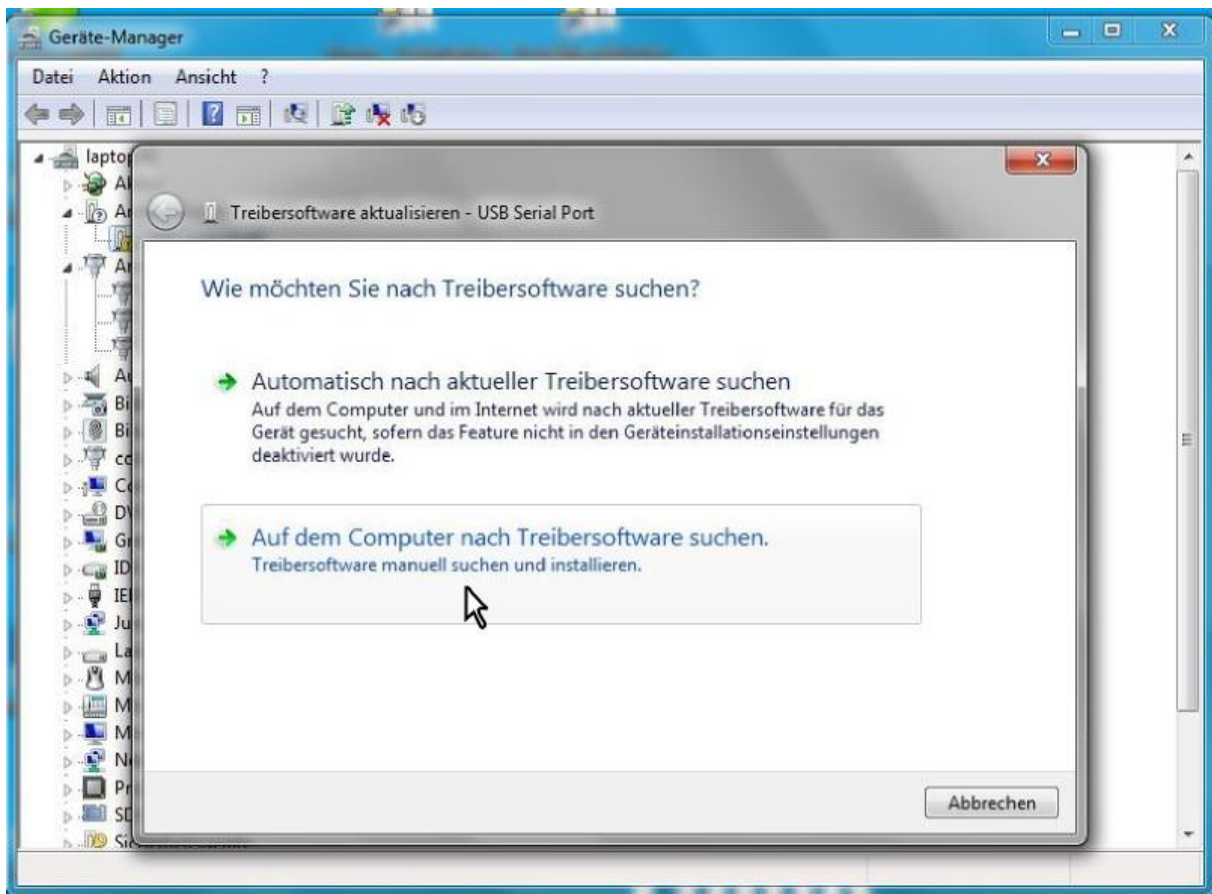 Geräte-Manager
Datei Aktion Ansicht ?
Treibersoftware aktualisieren - USB Serial Port
Wie möchten Sie nach Treibersoftware suchen?
Automatisch nach aktueller Treibersoftware suchen
Auf dem Computer und im Internet wird nach aktueller Treibersoftware für das
Gerät gesucht, sofern das Feature nicht in den Geräteinstallationseinstellungen
deaktiviert wurde.
Auf dem Computer nach Treibersoftware suchen.
Treibersoftware manuell suchen und installieren.
Abbrechen